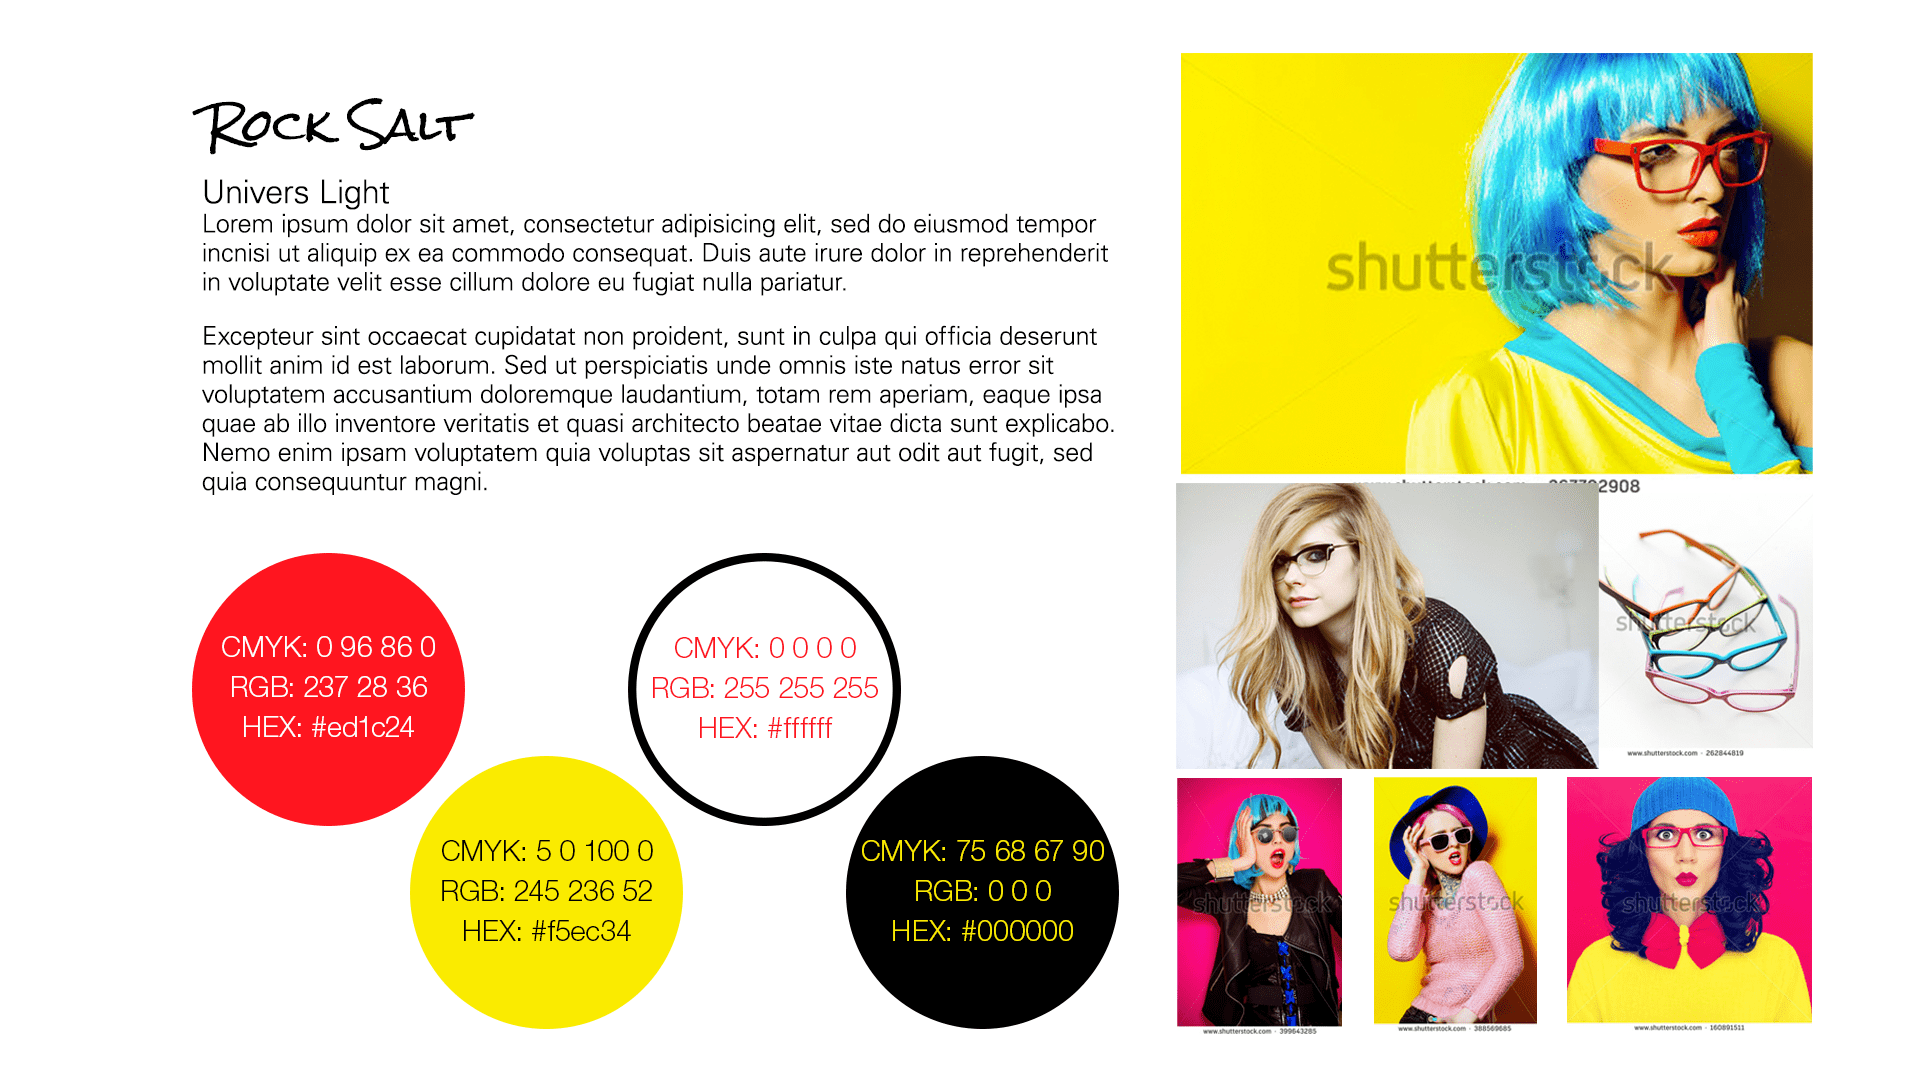 Rock Salt
Univers Light
Lorem ipsum dolor sit amet, consectetur adipisicing elit, sed do eiusmod tempor
incnisi ut aliquip ex ea commodo consequat. Duis aute irure dolor in reprehenderit
in voluptate velit esse cillum dolore eu fugiat nulla pariatur.
Excepteur sint occaecat cupidatat non proident, sunt in culpa qui officia deserunt
mollit anim id est laborum. Sed ut perspiciatis unde omnis iste natus error sit
voluptatem accusantium doloremque laudantium, totam rem aperiam, eaque ipsa
quae ab illo inventore veritatis et quasi architecto beatae vitae dicta sunt explicabo.
Nemo enim ipsam voluptatem quia voluptas sit aspernatur aut odit aut fugit, sed
quia consequuntur magni.
CMYK: 0 96 86 0
RGB: 237 28 36
HEX: #ed1c24
CMYK: 0 0 0 0
RGB: 255 255 255
HEX: #ffffff
CMYK: 5 0 100 0
RGB: 245 236 52
HEX: #f5ec34
CMYK: 75 68 67 90
RGB: 0 0 0
HEX: #000000
shutterstock
shutterstock
www.shutterstock.com · 262844819
shutterstock
www.shutterstock.com · 399643285
shutterstock
www.shutterstock.com · 388569685
shutterstock
www.shutterstock.com · 160891511